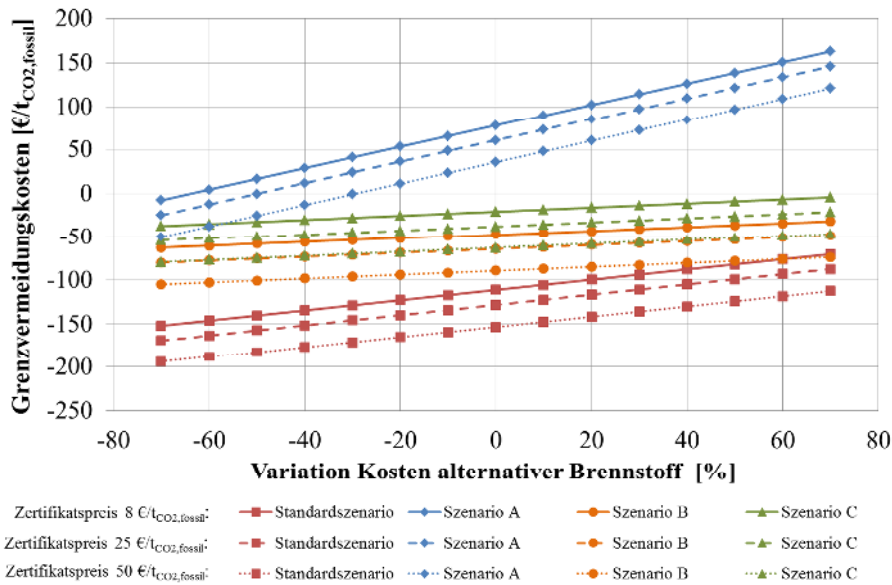 200
150
100
50
0
-50
-100
-150
-200
-250
Grenzvermeidungskosten [€/tCO2,fossil]
-80 -60 -40 -20 0 20 40 60 80
Variation Kosten alternativer Brennstoff [%]
Zertifikatspreis 8 €/tCO2,fossil: Standardszenario Szenario A Szenario B Szenario C
Zertifikatspreis 25 €/tCO2,fossil: Standardszenario Szenario A Szenario B Szenario C
Zertifikatspreis 50 €/tCO2,fossil: Standardszenario Szenario A Szenario B Szenario C